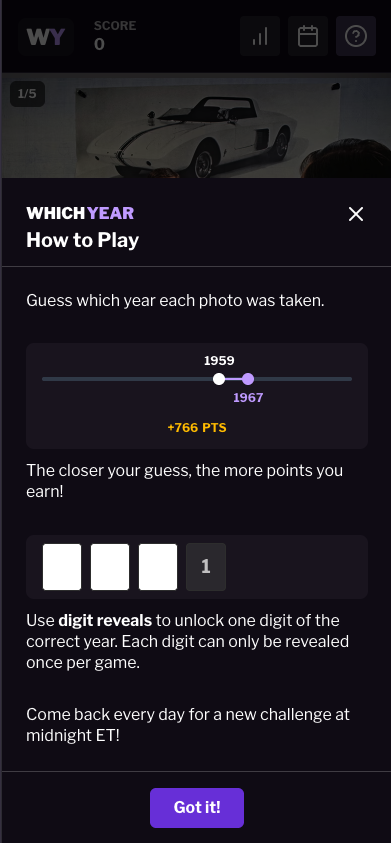 WY
SCORE
0
1/5
WHICHYEAR
How to Play
Guess which year each photo was taken.
1959
1967
+766 PTS
The closer your guess, the more points you
earn!
1
Use digit reveals to unlock one digit of the
correct year. Each digit can only be revealed
once per game.
Come back every day for a new challenge at
midnight ET!
Got it!